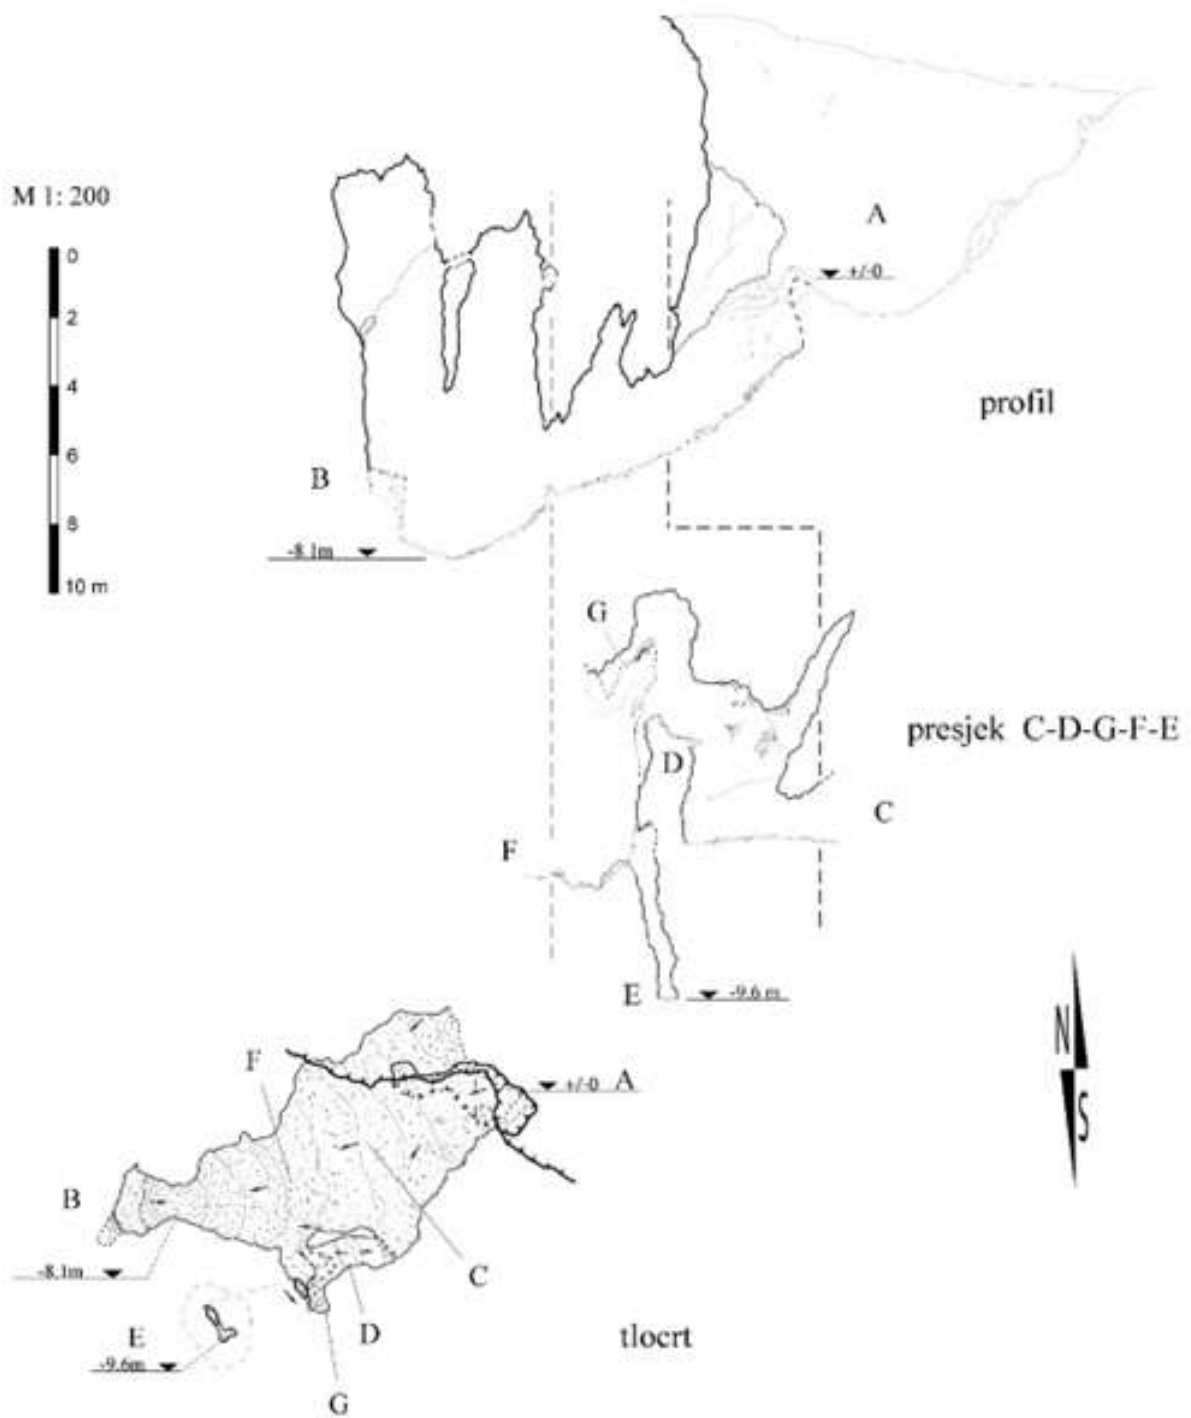 M 1: 200
0
2
4
6
8
10 m
A
+/-0
profil
B
-8.1m
G
presjek C-D-G-F-E
D
C
F
E
-9.6 m
N
S
F
+/-0 A
B
-8.1m
C
E
D
tlocrt
-9.6m
G